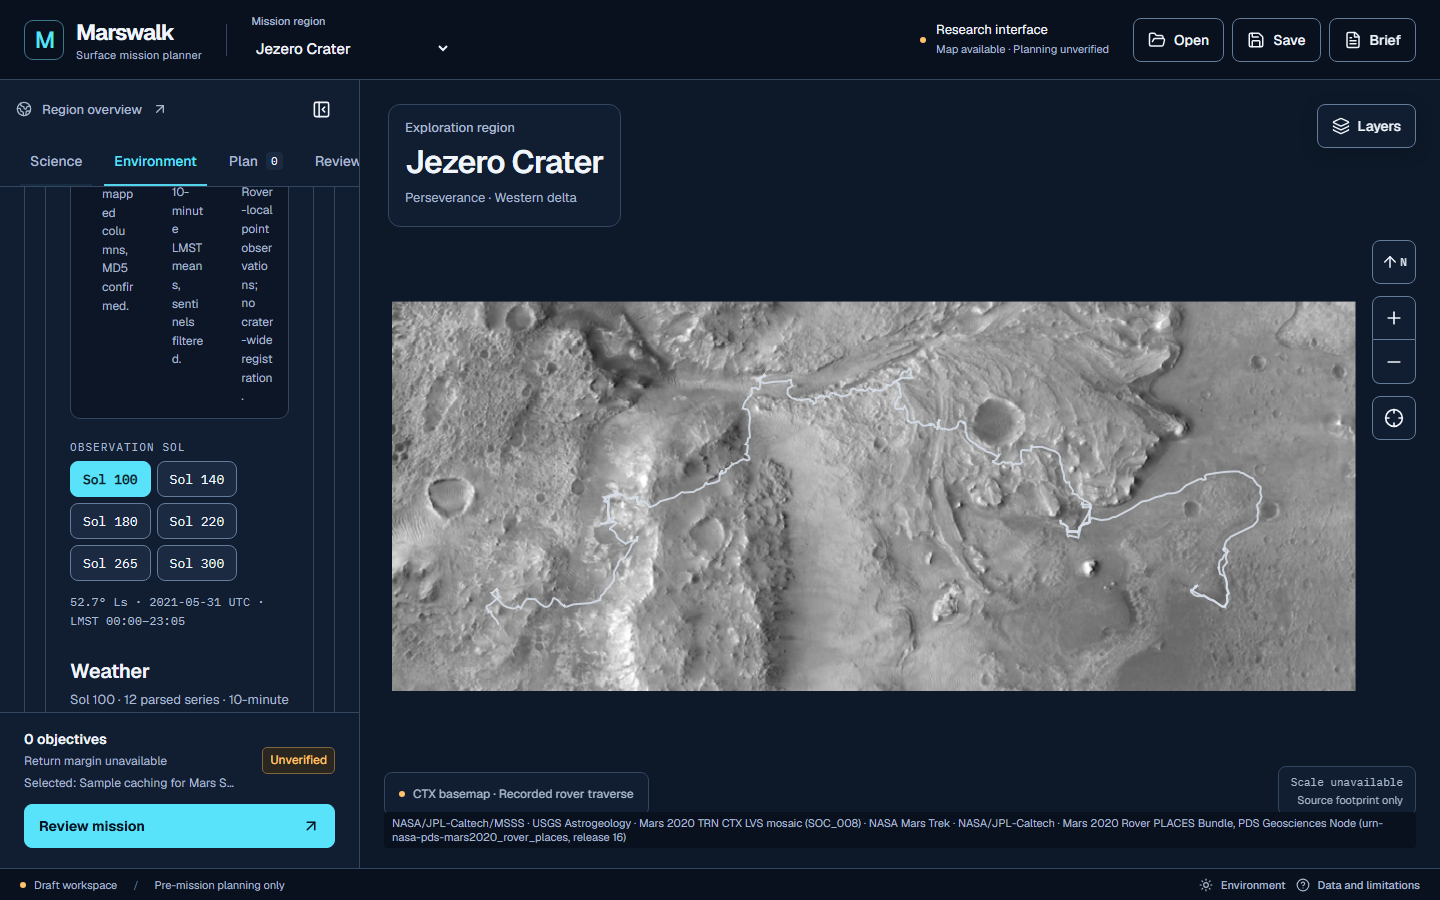 M
Marswalk
Surface mission planner
Mission region
Jezero Crater
Research interface
Map available · Planning unverified
Open
Save
Brief
Region overview
Science
Environment
Plan 0
Review
mapp
ed
colu
mns,
MD5
confir
med.
10-
minut
e
LMST
mean
s,
senti
nels
filtere
d.
Rover
-local
point
obser
vatio
ns;
no
crater
-wide
regist
ration
.
OBSERVATION SOL
Sol 100
Sol 140
Sol 180
Sol 220
Sol 265
Sol 300
52.7° Ls · 2021-05-31 UTC ·
LMST 00:00–23:05
Weather
Sol 100 · 12 parsed series · 10-minute
0 objectives
Return margin unavailable
Selected: Sample caching for Mars S…
Unverified
Review mission
Exploration region
Jezero Crater
Perseverance · Western delta
Layers
N
CTX basemap · Recorded rover traverse
Scale unavailable
Source footprint only
NASA/JPL-Caltech/MSSS · USGS Astrogeology · Mars 2020 TRN CTX LVS mosaic (SOC_008) · NASA Mars Trek · NASA/JPL-Caltech · Mars 2020 Rover PLACES Bundle, PDS Geosciences Node (urn-
nasa-pds-mars2020_rover_places, release 16)
Draft workspace / Pre-mission planning only
Environment
Data and limitations